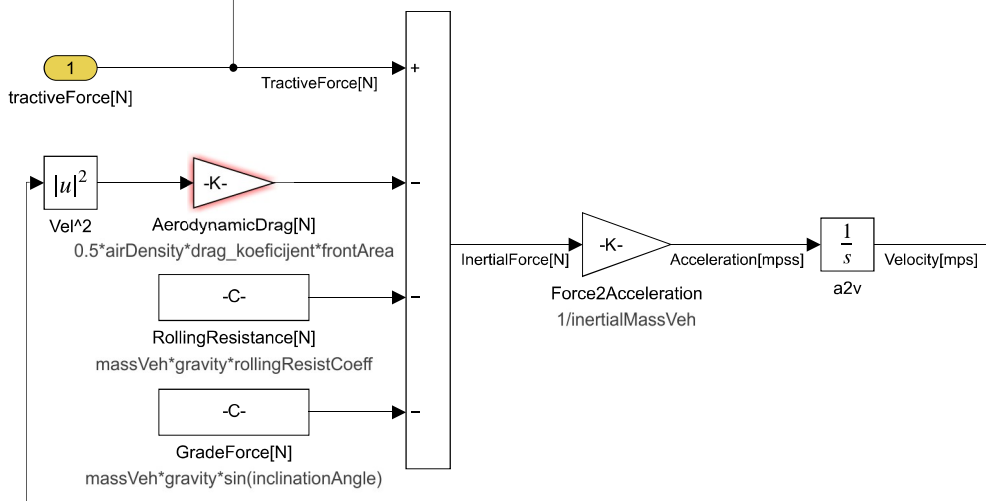 1
+
TractiveForce[N]
tractiveForce[N]
|u|²
-K-
−
Vel^2
AerodynamicDrag[N]
0.5*airDensity*drag_koeficijent*frontArea
-K-
1
s
InertialForce[N]
Acceleration[mpss]
Velocity[mps]
-C-
−
Force2Acceleration
a2v
1/inertialMassVeh
RollingResistance[N]
massVeh*gravity*rollingResistCoeff
-C-
−
GradeForce[N]
massVeh*gravity*sin(inclinationAngle)